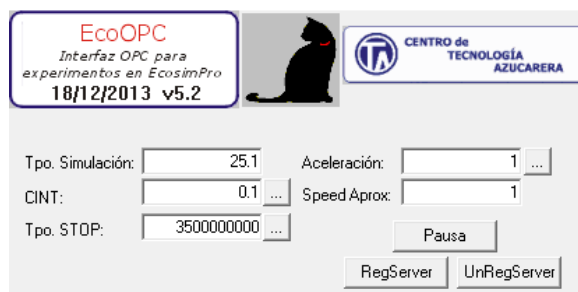 EcoOPC
Interfaz OPC para
experimentos en EcosimPro
18/12/2013 v5.2
CENTRO de
TECNOLOGÍA
AZUCARERA
Tpo. Simulación: 25.1
Aceleración: 1 ...
CINT: 0.1 ...
Speed Aprox: 1
Tpo. STOP: 3500000000 ...
Pausa
RegServer UnRegServer